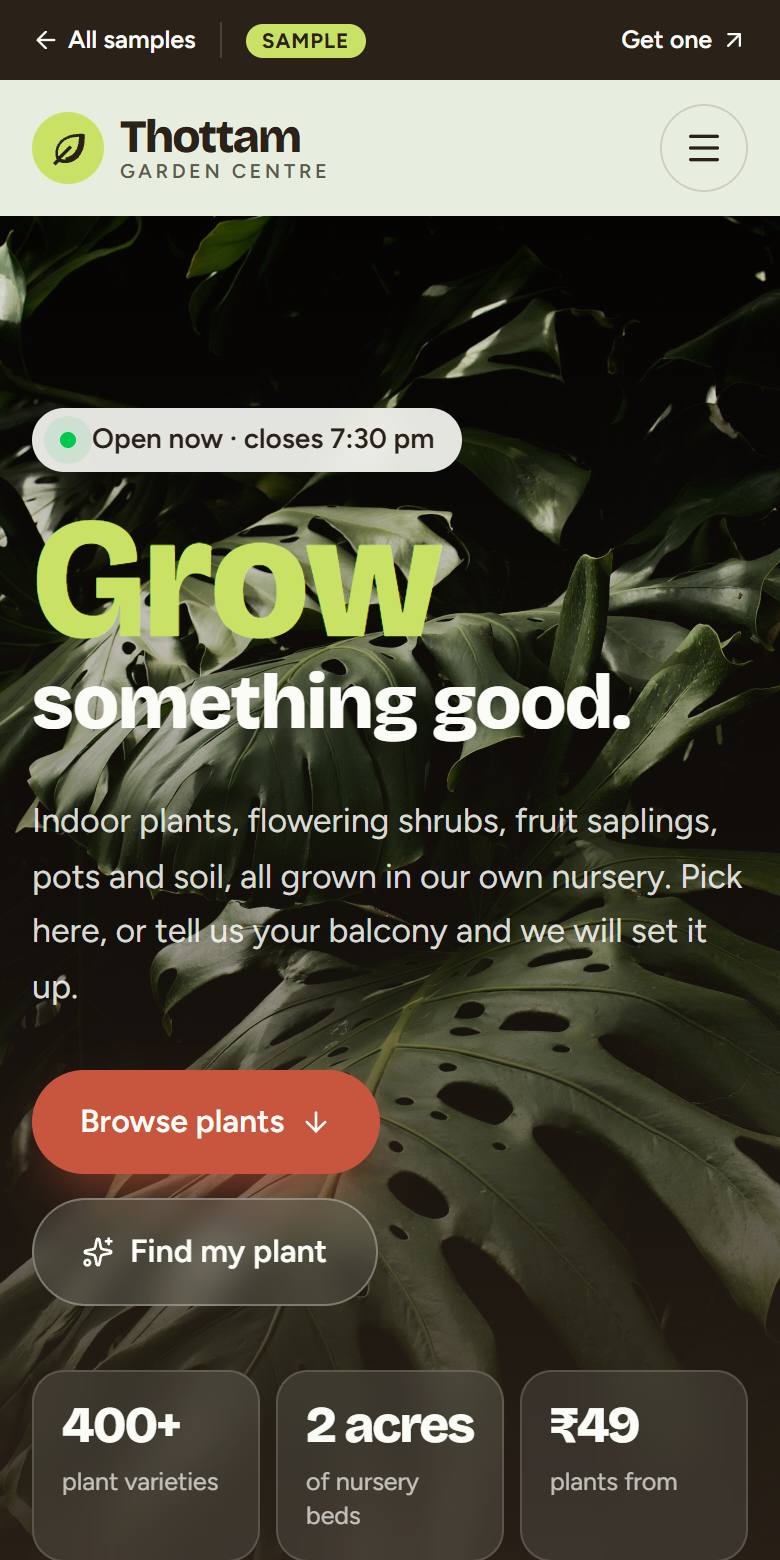 All samples
SAMPLE
Get one
Thottam
GARDEN CENTRE
Open now · closes 7:30 pm
Grow
something good.
Indoor plants, flowering shrubs, fruit saplings,
pots and soil, all grown in our own nursery. Pick
here, or tell us your balcony and we will set it
up.
Browse plants
Find my plant
400+
plant varieties
2 acres
of nursery
beds
₹49
plants from